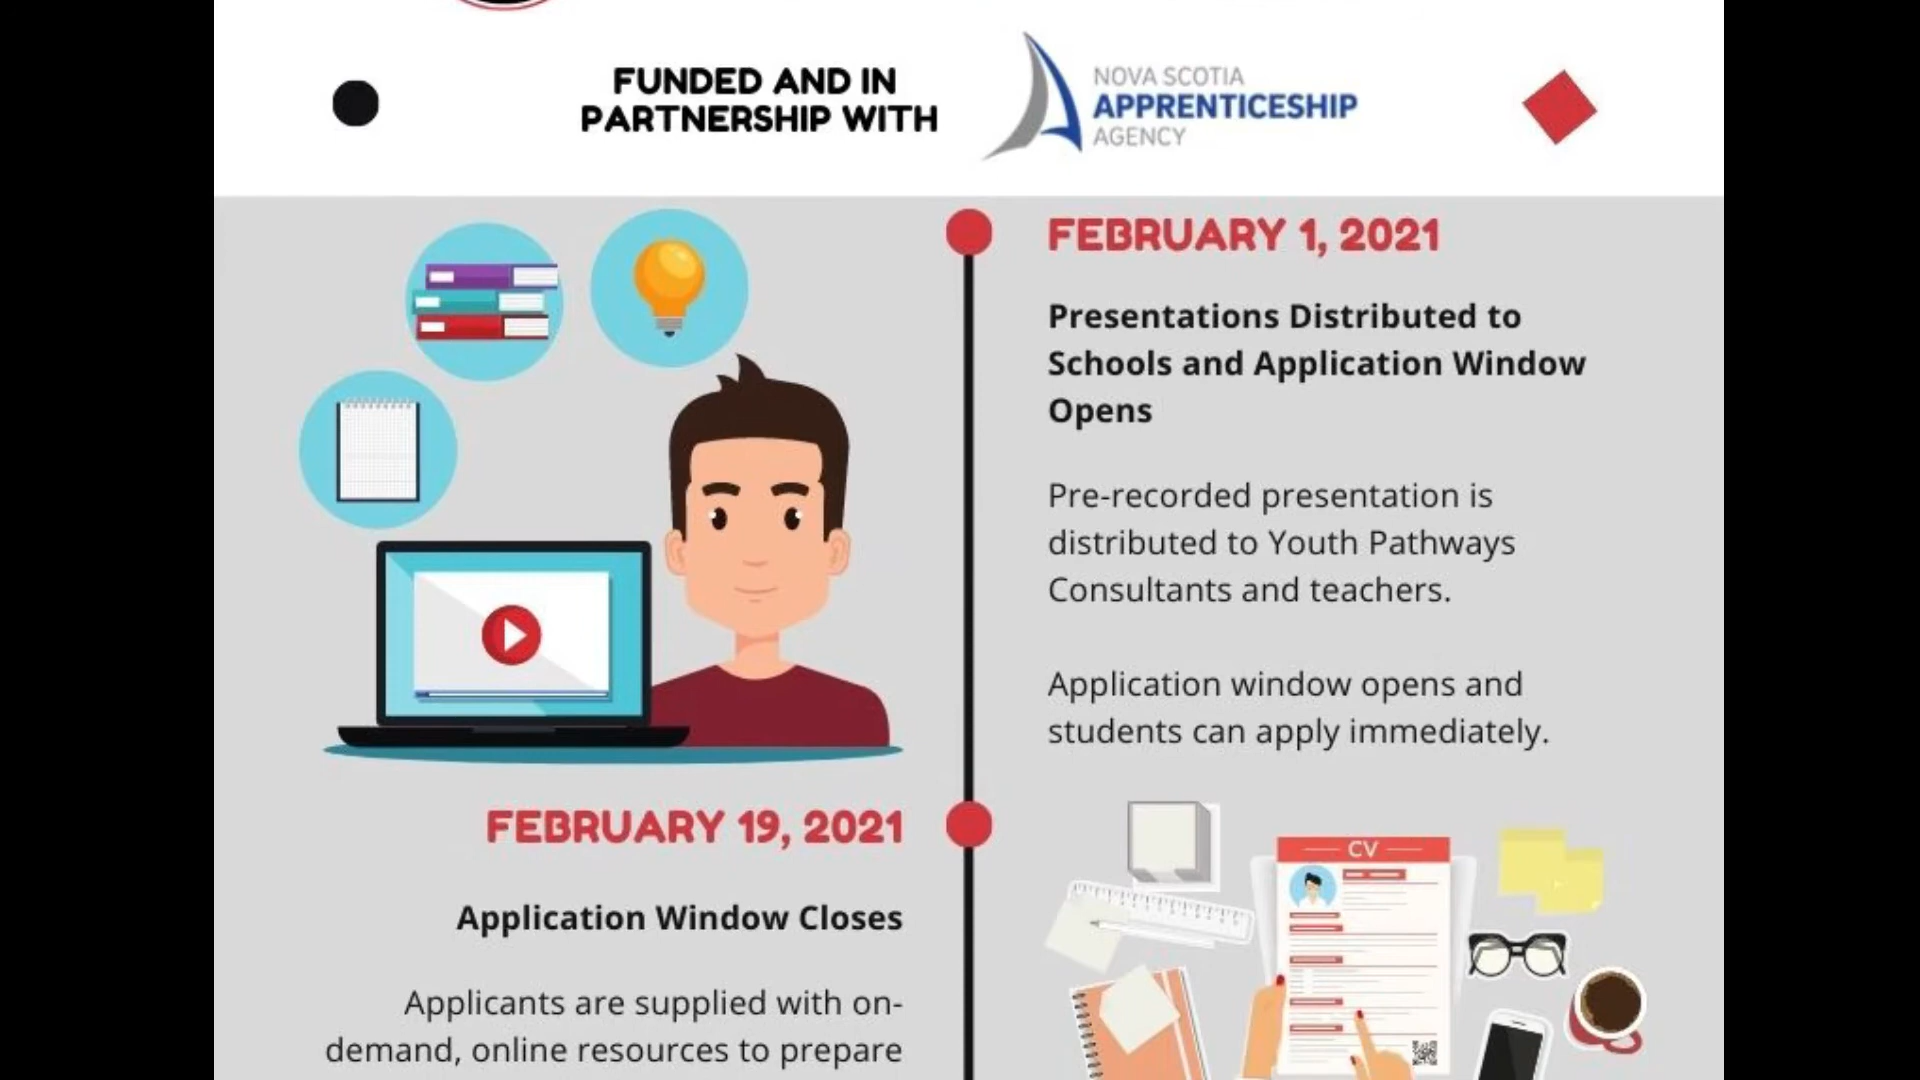 FUNDED AND IN
PARTNERSHIP WITH
NOVA SCOTIA
APPRENTICESHIP
AGENCY
FEBRUARY 1, 2021
Presentations Distributed to
Schools and Application Window
Opens
Pre-recorded presentation is
distributed to Youth Pathways
Consultants and teachers.
Application window opens and
students can apply immediately.
FEBRUARY 19, 2021
Application Window Closes
Applicants are supplied with on-
demand, online resources to prepare
CV